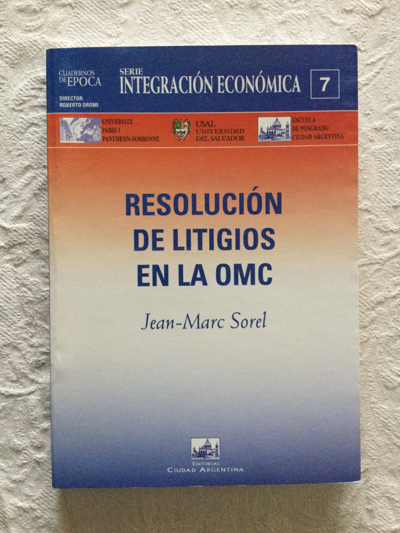 CUADERNOS
DE EPOCA
DIRECTOR:
ROBERTO DROMI
SERIE
INTEGRACIÓN ECONÓMICA
7
UNIVERSITE
PARIS I
PANTHEON-SORBONNE
USAL
UNIVERSIDAD
DEL SALVADOR
ESCUELA
DE POSGRADO
CIUDAD ARGENTINA
RESOLUCIÓN
DE LITIGIOS
EN LA OMC
Jean-Marc Sorel
EDITORIAL
CIUDAD ARGENTINA